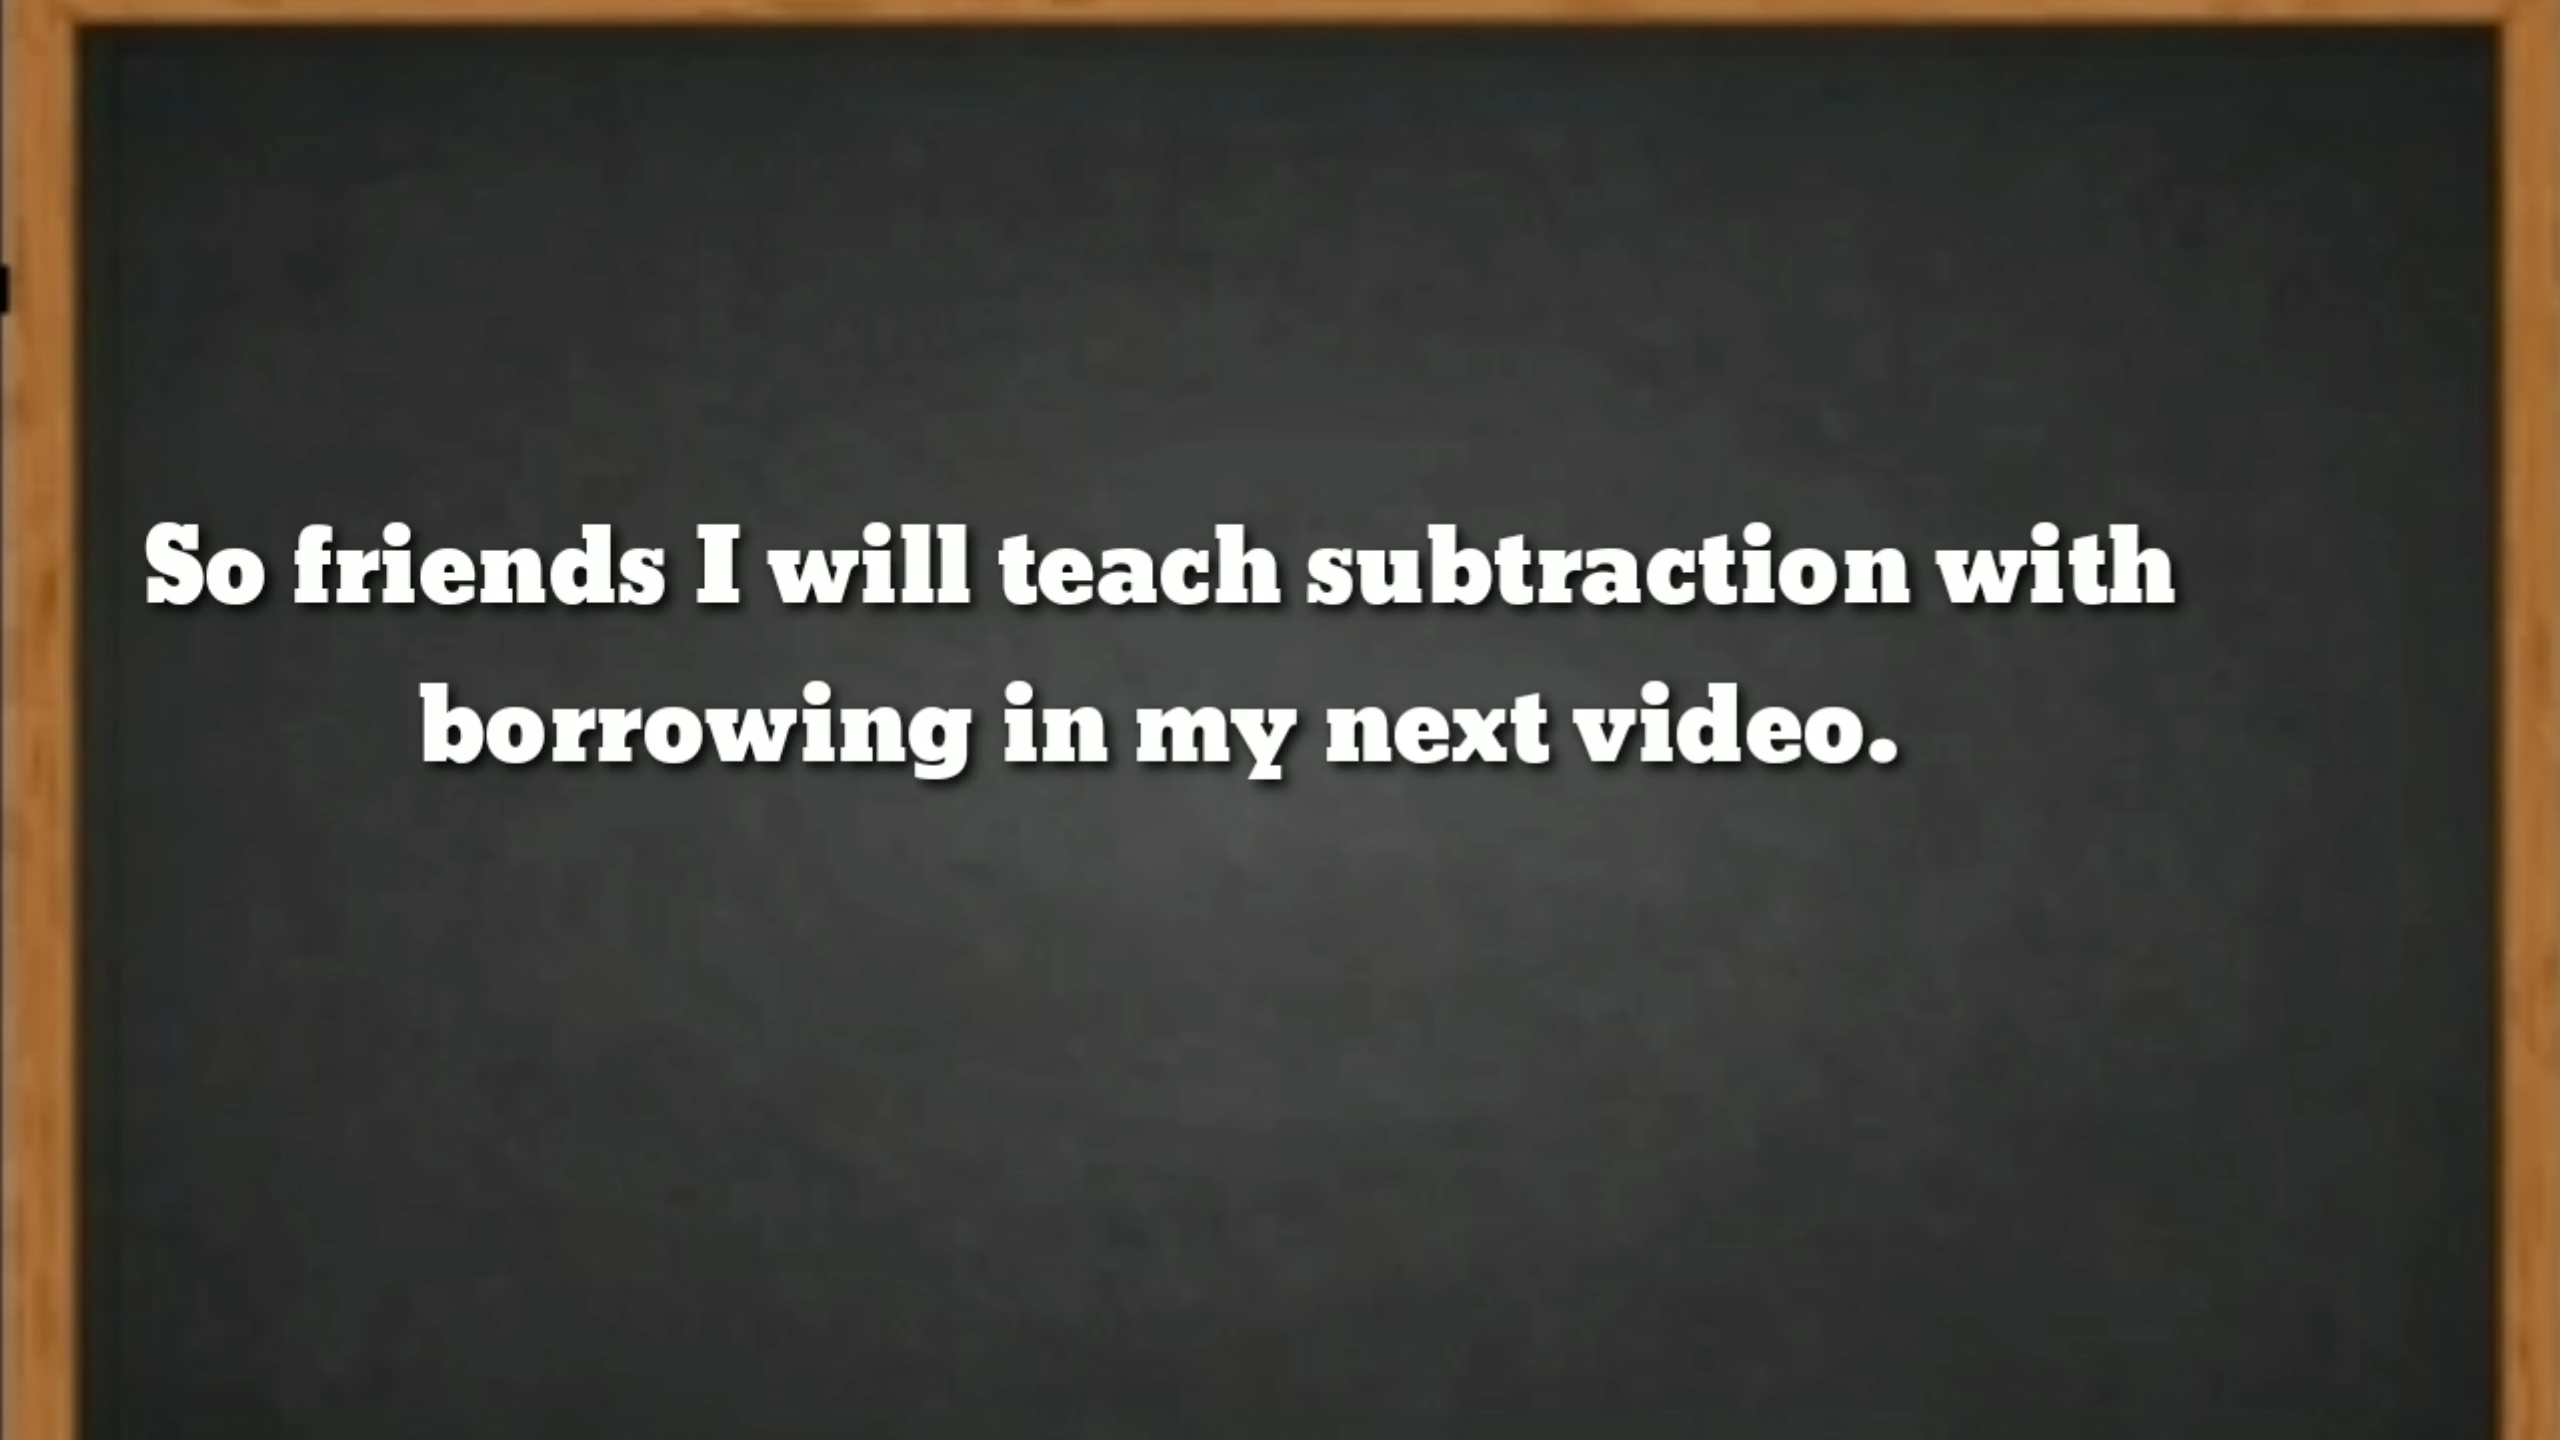 So friends I will teach subtraction with
borrowing in my next video.